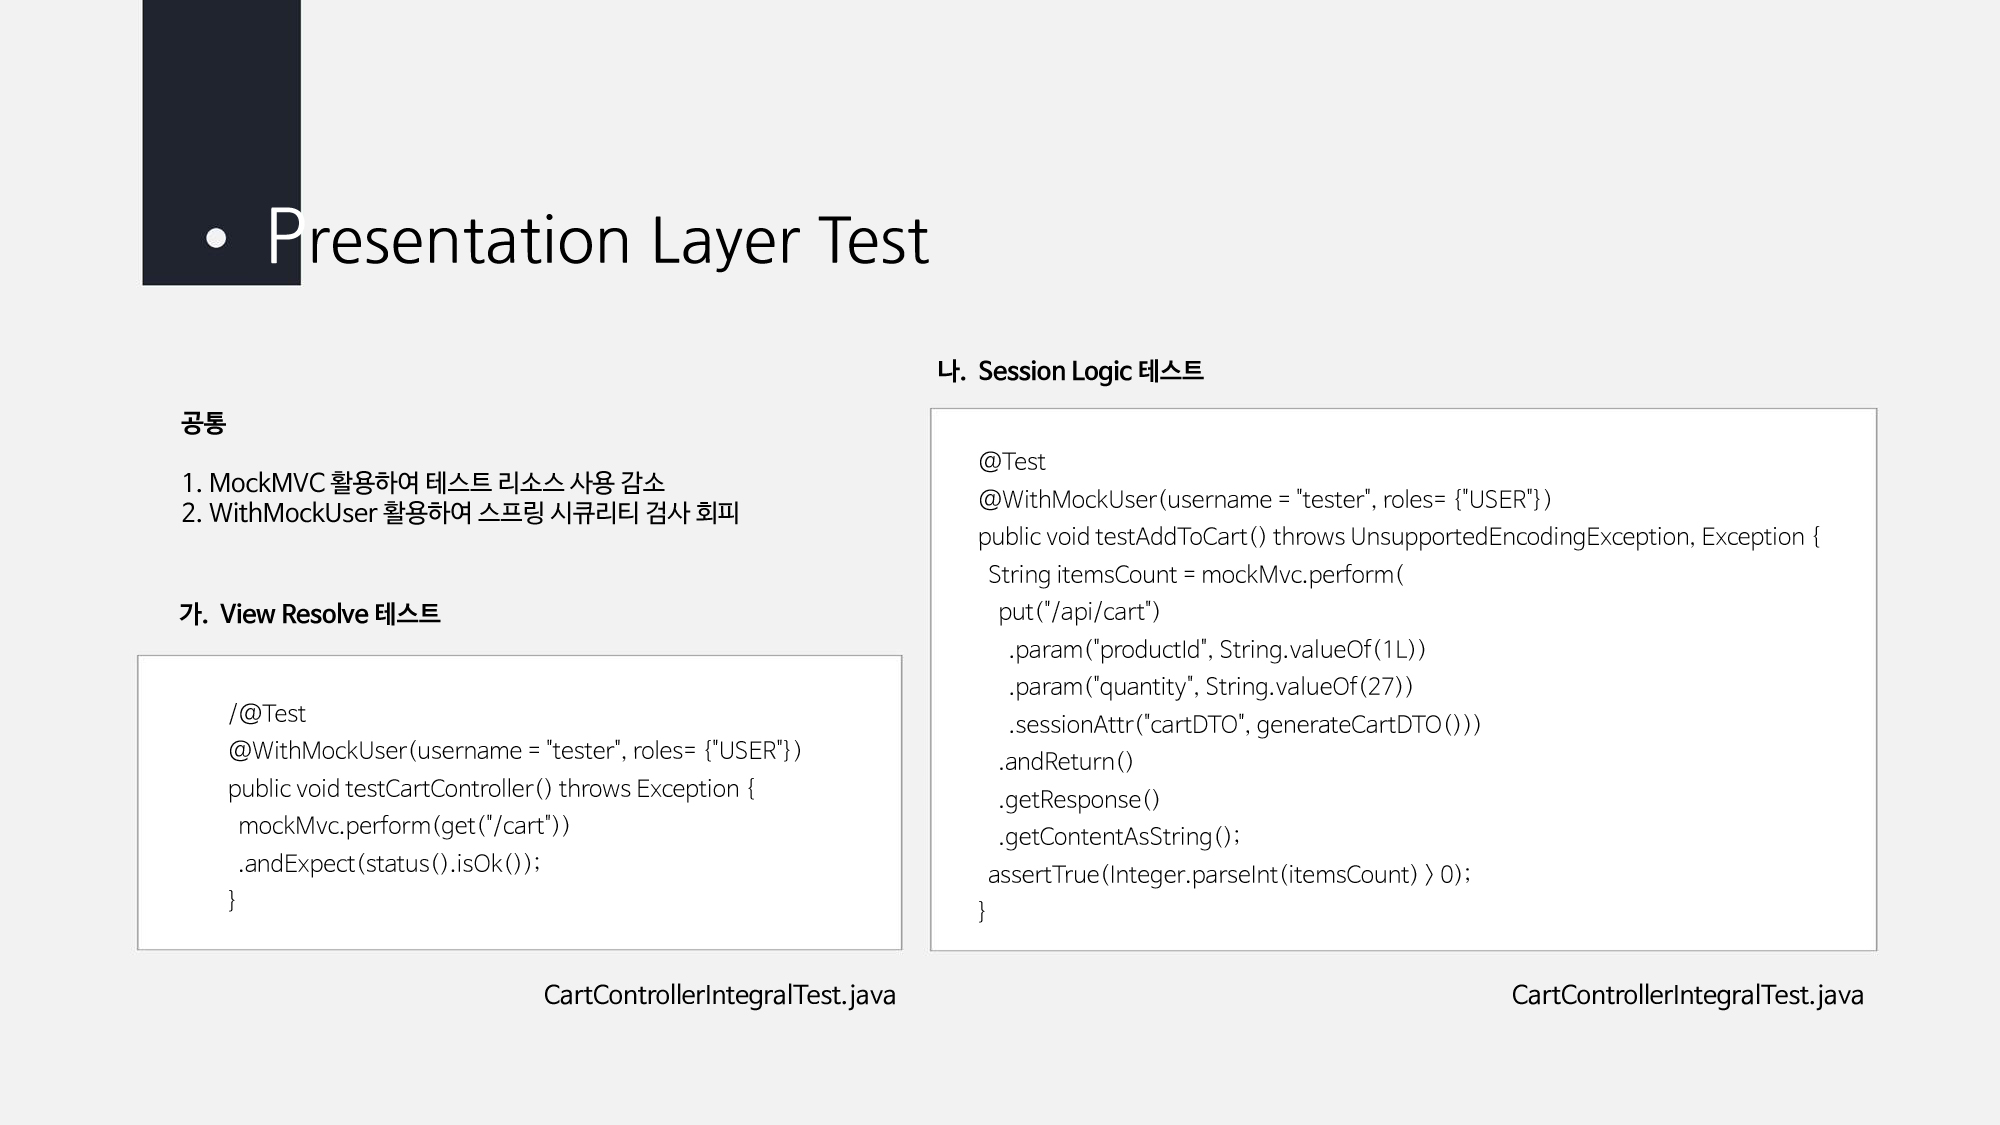 • Presentation Layer Test
공통
1. MockMVC 활용하여 테스트 리소스 사용 감소
2. WithMockUser 활용하여 스프링 시큐리티 검사 회피
가. View Resolve 테스트
/@Test
@WithMockUser(username = "tester", roles= {"USER"})
public void testCartController() throws Exception {
mockMvc.perform(get("/cart"))
.andExpect(status().isOk());
}
CartControllerIntegralTest.java
나. Session Logic 테스트
@Test
@WithMockUser(username = "tester", roles= {"USER"})
public void testAddToCart() throws UnsupportedEncodingException, Exception {
String itemsCount = mockMvc.perform(
put("/api/cart")
.param("productId", String.valueOf(1L))
.param("quantity", String.valueOf(27))
.sessionAttr("cartDTO", generateCartDTO()))
.andReturn()
.getResponse()
.getContentAsString();
assertTrue(Integer.parseInt(itemsCount) > 0);
}
CartControllerIntegralTest.java